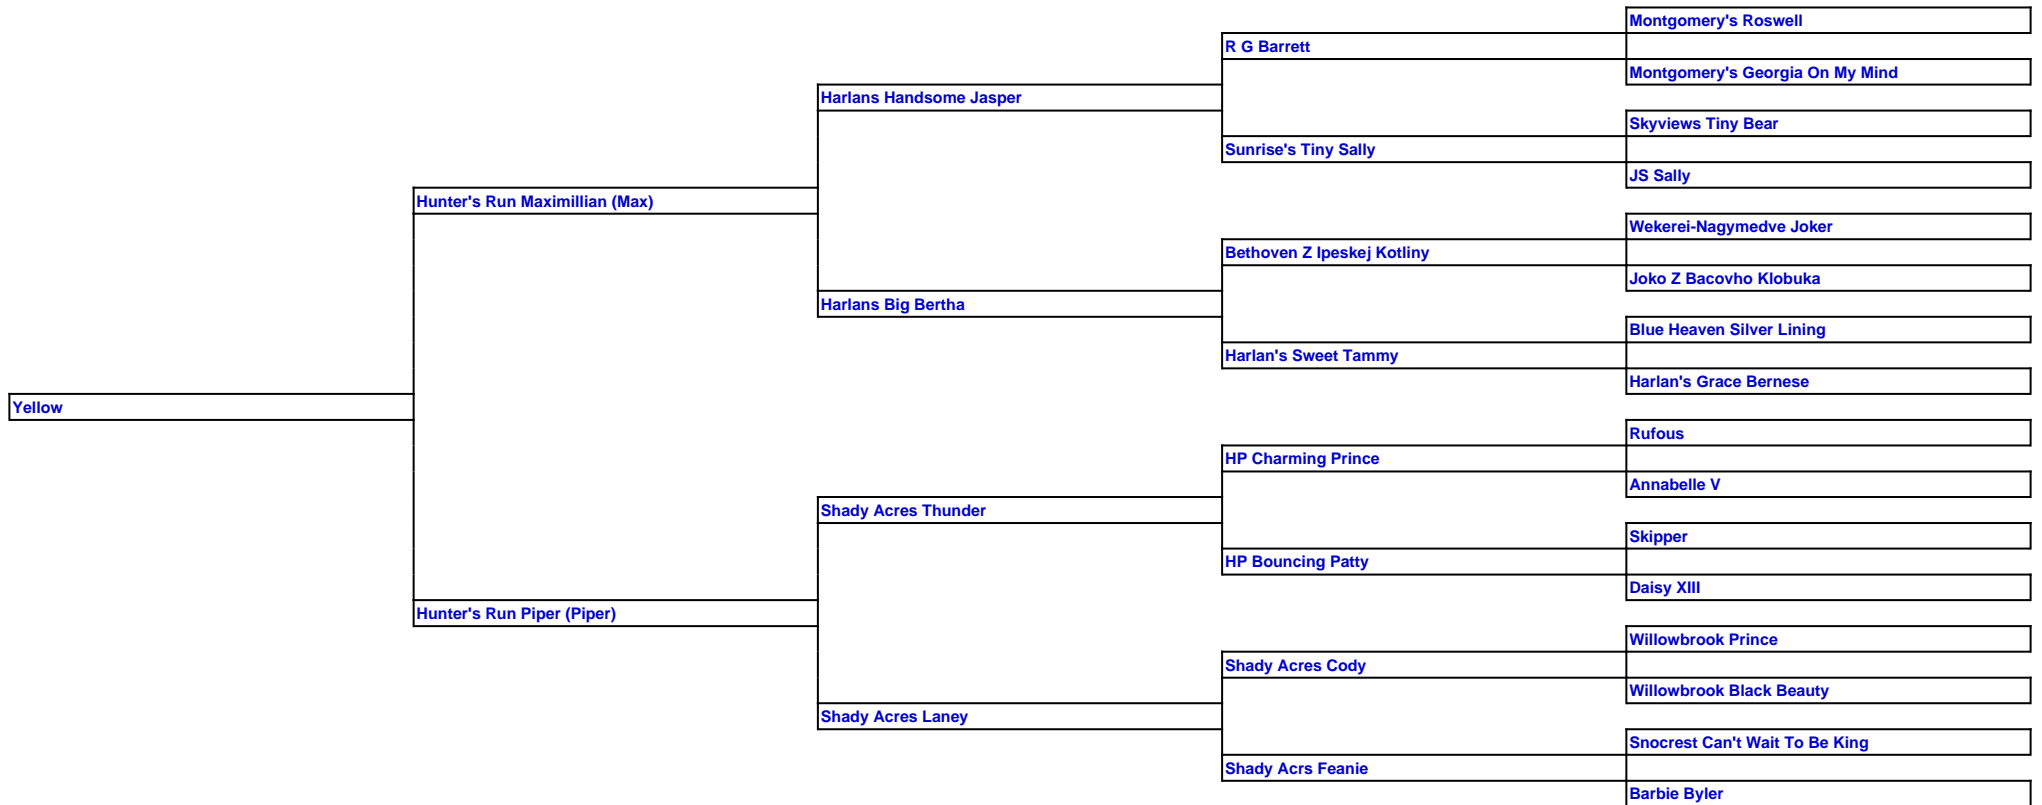 Montgomery's Roswell
R G Barrett
Montgomery's Georgia On My Mind
Harlans Handsome Jasper
Skyviews Tiny Bear
Sunrise's Tiny Sally
JS Sally
Hunter's Run Maximillian (Max)
Wekerei-Nagymedve Joker
Bethoven Z Ipeskej Kotliny
Joko Z Bacovho Klobuka
Harlans Big Bertha
Blue Heaven Silver Lining
Harlan's Sweet Tammy
Harlan's Grace Bernese
Yellow
Rufous
HP Charming Prince
Annabelle V
Shady Acres Thunder
Skipper
HP Bouncing Patty
Daisy XIII
Hunter's Run Piper (Piper)
Willowbrook Prince
Shady Acres Cody
Willowbrook Black Beauty
Shady Acres Laney
Snocrest Can't Wait To Be King
Shady Acrs Feanie
Barbie Byler